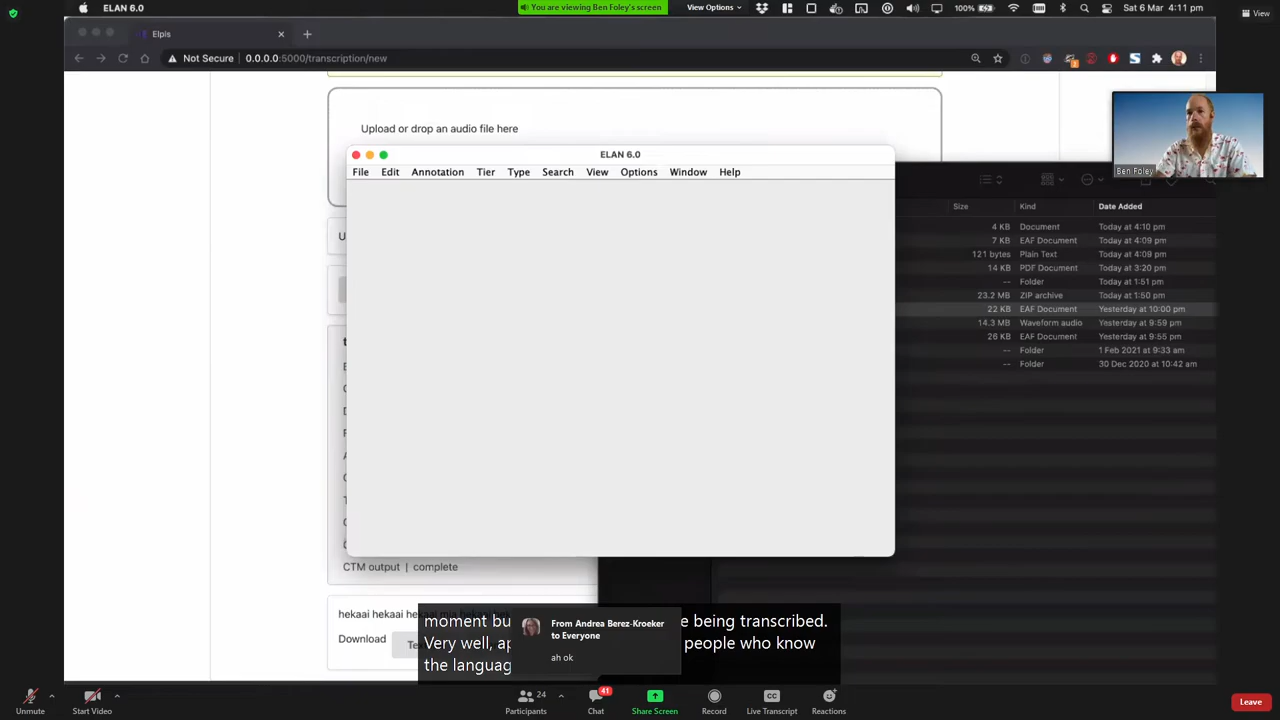 ELAN 6.0
You are viewing Ben Foley's screen
View Options
100%
Sat 6 Mar 4:11 pm
View
Elpis
Not Secure
0.0.0.0:5000/transcription/new
Upload or drop an audio file here
ELAN 6.0
File Edit Annotation Tier Type Search View Options Window Help
Ben Foley
Size Kind Date Added
4 KB Document Today at 4:10 pm
7 KB EAF Document Today at 4:09 pm
121 bytes Plain Text Today at 4:09 pm
14 KB PDF Document Today at 3:20 pm
-- Folder Today at 1:51 pm
23.2 MB ZIP archive Today at 1:50 pm
22 KB EAF Document Yesterday at 10:00 pm
14.3 MB Waveform audio Yesterday at 9:59 pm
26 KB EAF Document Yesterday at 9:55 pm
-- Folder 1 Feb 2021 at 9:33 am
-- Folder 30 Dec 2020 at 10:42 am
CTM output | complete
hekaai hekaai
Download
moment
e being transcribed.
Very well,
people who know
the
From Andrea Berez-Kroeker
to Everyone
ah ok
Unmute
Start Video
24
Participants
41
Chat
Share Screen
Record
CC
Live Transcript
Reactions
Leave